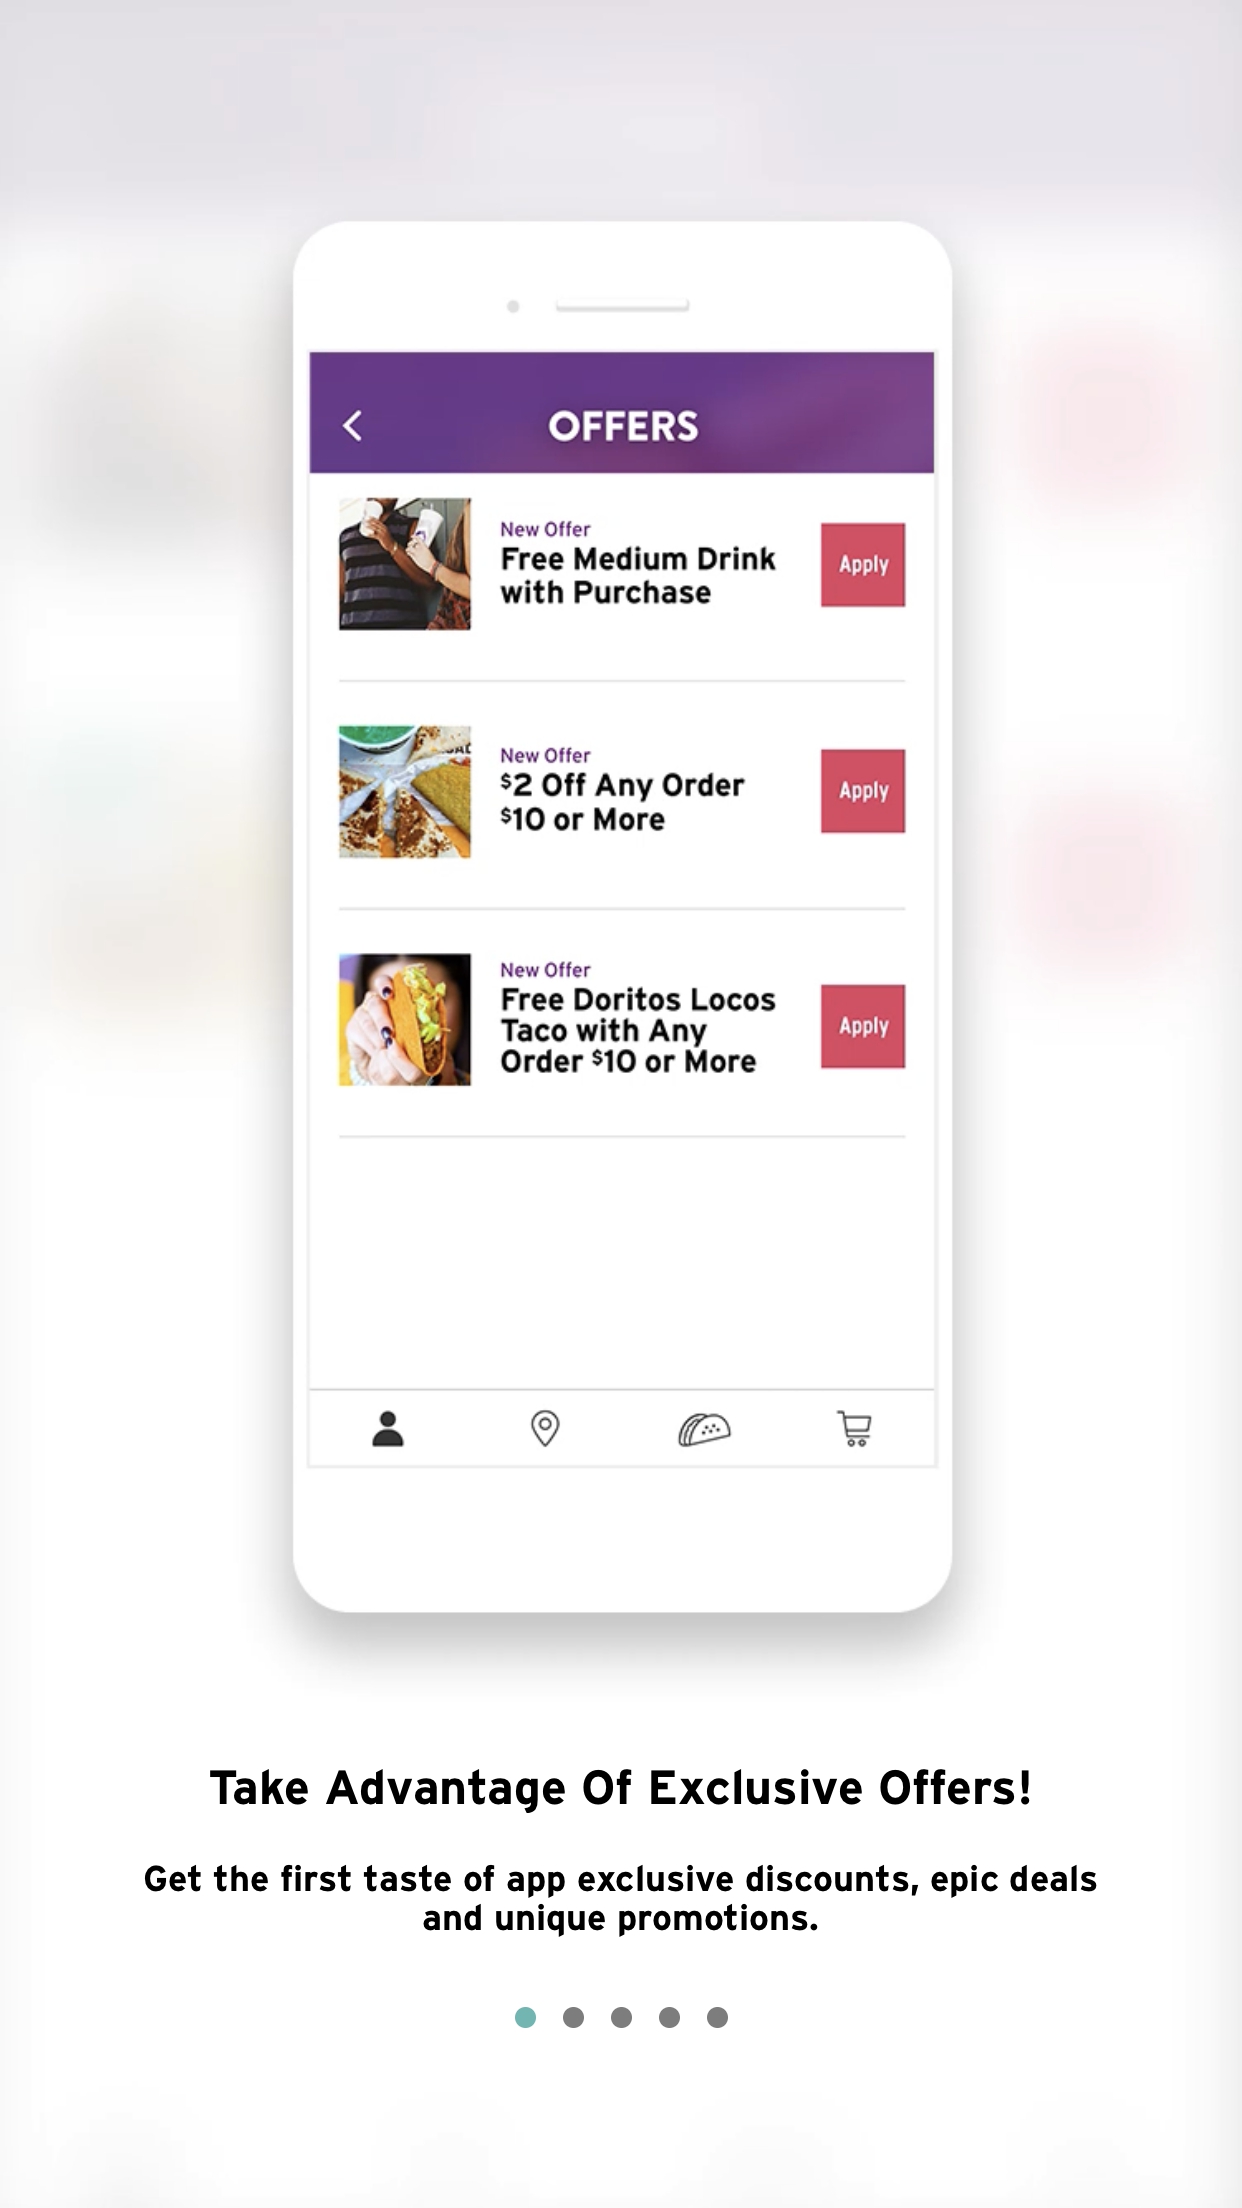 OFFERS
New Offer
Free Medium Drink
with Purchase
Apply
New Offer
$2 Off Any Order
$10 or More
Apply
New Offer
Free Doritos Locos
Taco with Any
Order $10 or More
Apply
Take Advantage Of Exclusive Offers!
Get the first taste of app exclusive discounts, epic deals
and unique promotions.